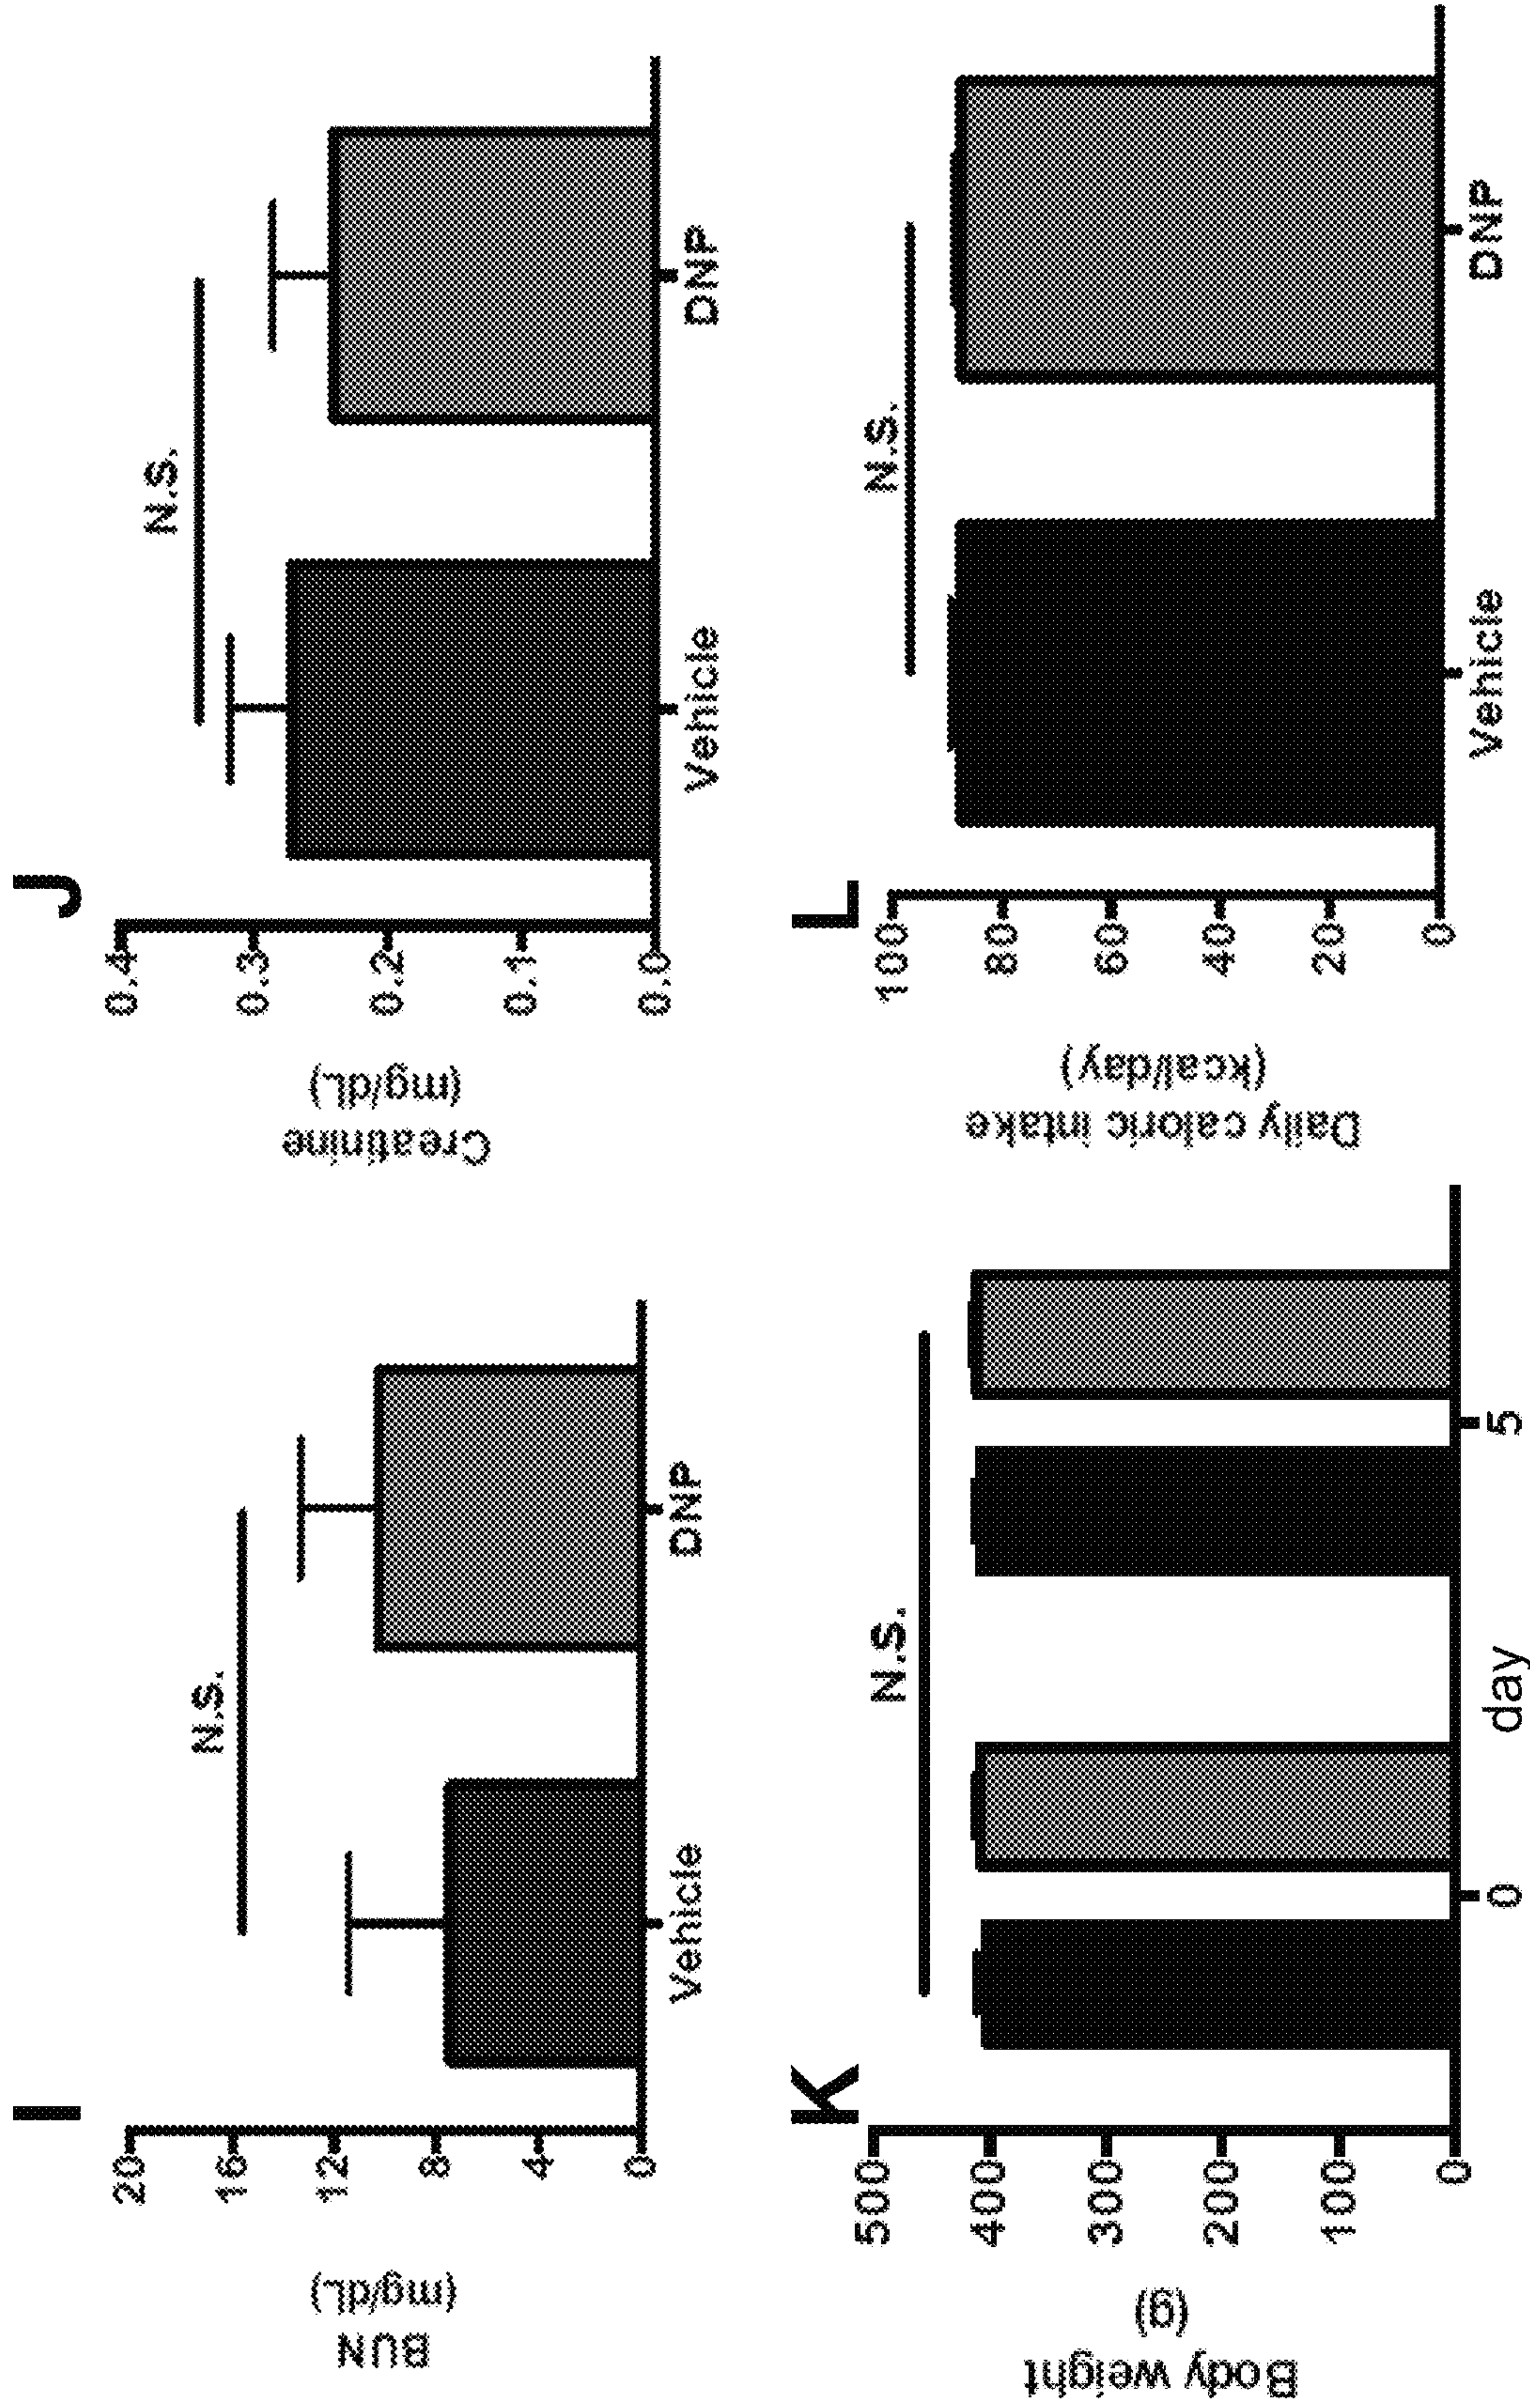 I
20
16
12
8
4
0
BUN
(mg/dL)
N.S.
Vehicle
DNP
J
0.4
0.3
0.2
0.1
0.0
Creatinine
(mg/dL)
N.S.
Vehicle
DNP
K
500
400
300
200
100
0
Body weight
(g)
N.S.
0
5
day
L
100
80
60
40
20
0
Daily caloric intake
(kcal/day)
N.S.
Vehicle
DNP